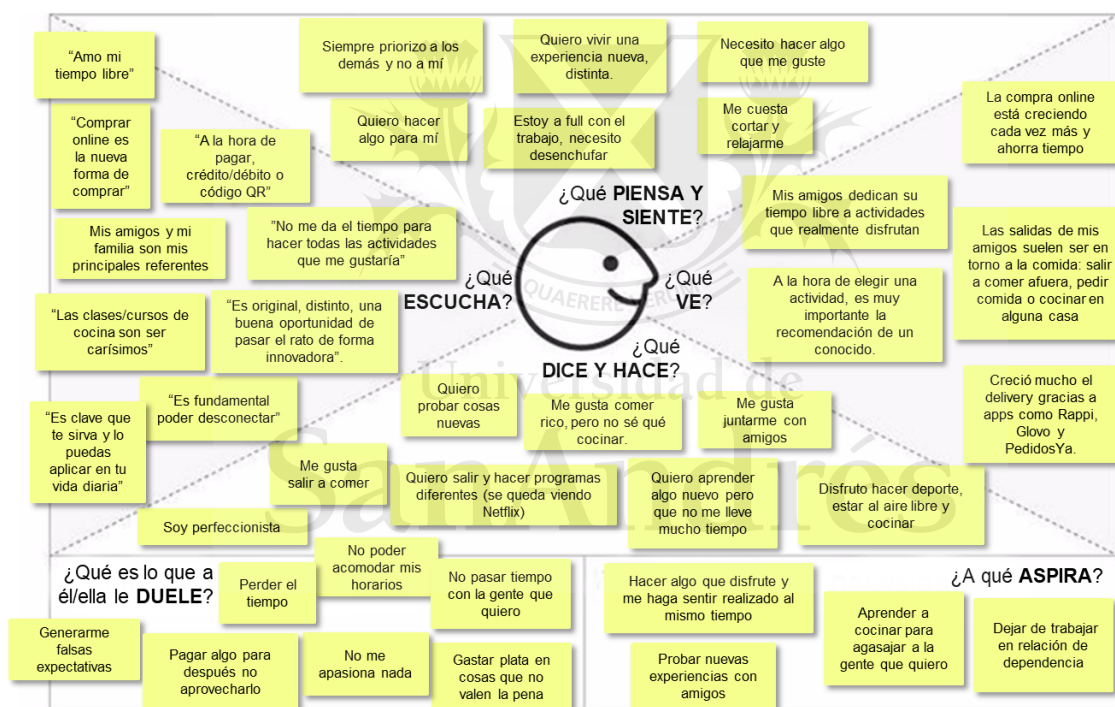 “Amo mi
tiempo libre”
Siempre priorizo a los
demás y no a mí
Quiero vivir una
experiencia nueva,
distinta.
Necesito hacer algo
que me guste
“Comprar
online es
la nueva
forma de
comprar”
“A la hora de
pagar,
crédito/débito o
código QR”
Quiero hacer
algo para mí
Estoy a full con el
trabajo, necesito
desenchufar
Me cuesta
cortar y
relajarme
La compra online
está creciendo
cada vez más y
ahorra tiempo
¿Qué PIENSA Y
SIENTE?
Mis amigos y mi
familia son mis
principales referentes
“No me da el tiempo para
hacer todas las actividades
que me gustaría”
Mis amigos dedican su
tiempo libre a actividades
que realmente disfrutan
Las salidas de mis
amigos suelen ser en
torno a la comida: salir
a comer afuera, pedir
comida o cocinar en
alguna casa
¿Qué
ESCUCHA?
¿Qué
VE?
QUAERERE VERUM
“Las clases/cursos de
cocina son ser
carísimos”
“Es original, distinto, una
buena oportunidad de
pasar el rato de forma
innovadora”.
A la hora de elegir una
actividad, es muy
importante la
recomendación de un
conocido.
¿Qué
DICE Y HACE?
Universidad de
SanAndrés
“Es clave que
te sirva y lo
puedas
aplicar en tu
vida diaria”
“Es fundamental
poder desconectar”
Quiero
probar cosas
nuevas
Me gusta comer
rico, pero no sé qué
cocinar.
Me gusta
juntarme con
amigos
Creció mucho el
delivery gracias a
apps como Rappi,
Glovo y
PedidosYa.
Me gusta
salir a comer
Quiero salir y hacer programas
diferentes (se queda viendo
Netflix)
Quiero aprender
algo nuevo pero
que no me lleve
mucho tiempo
Disfruto hacer deporte,
estar al aire libre y
cocinar
Soy perfeccionista
¿Qué es lo que a
él/ella le DUELE?
Perder el
tiempo
No poder
acomodar mis
horarios
No pasar tiempo
con la gente que
quiero
Generarme
falsas
expectativas
Pagar algo para
después no
aprovecharlo
No me
apasiona nada
Gastar plata en
cosas que no
valen la pena
¿A qué ASPIRA?
Hacer algo que disfrute y
me haga sentir realizado al
mismo tiempo
Aprender a
cocinar para
agasajar a la
gente que quiero
Dejar de trabajar
en relación de
dependencia
Probar nuevas
experiencias con
amigos